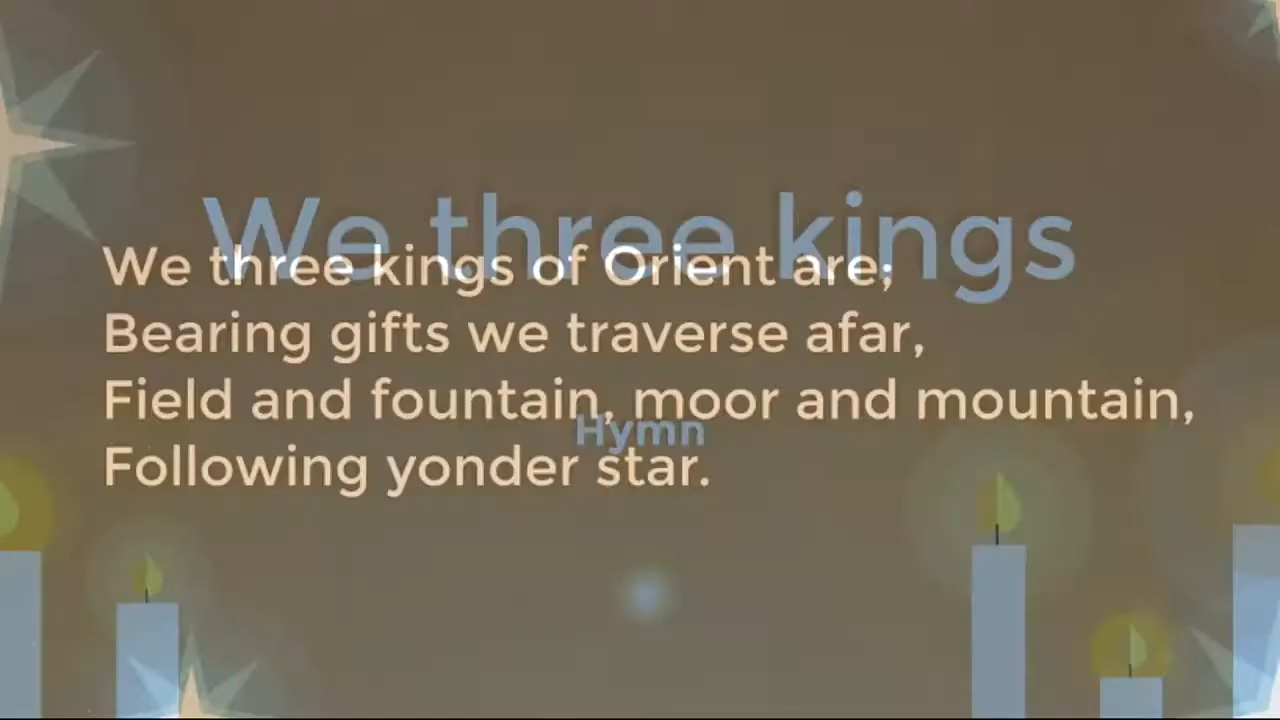 We three kings
We three kings of Orient are;
Bearing gifts we traverse afar,
Field and fountain, moor and mountain,
Hymn
Following yonder star.